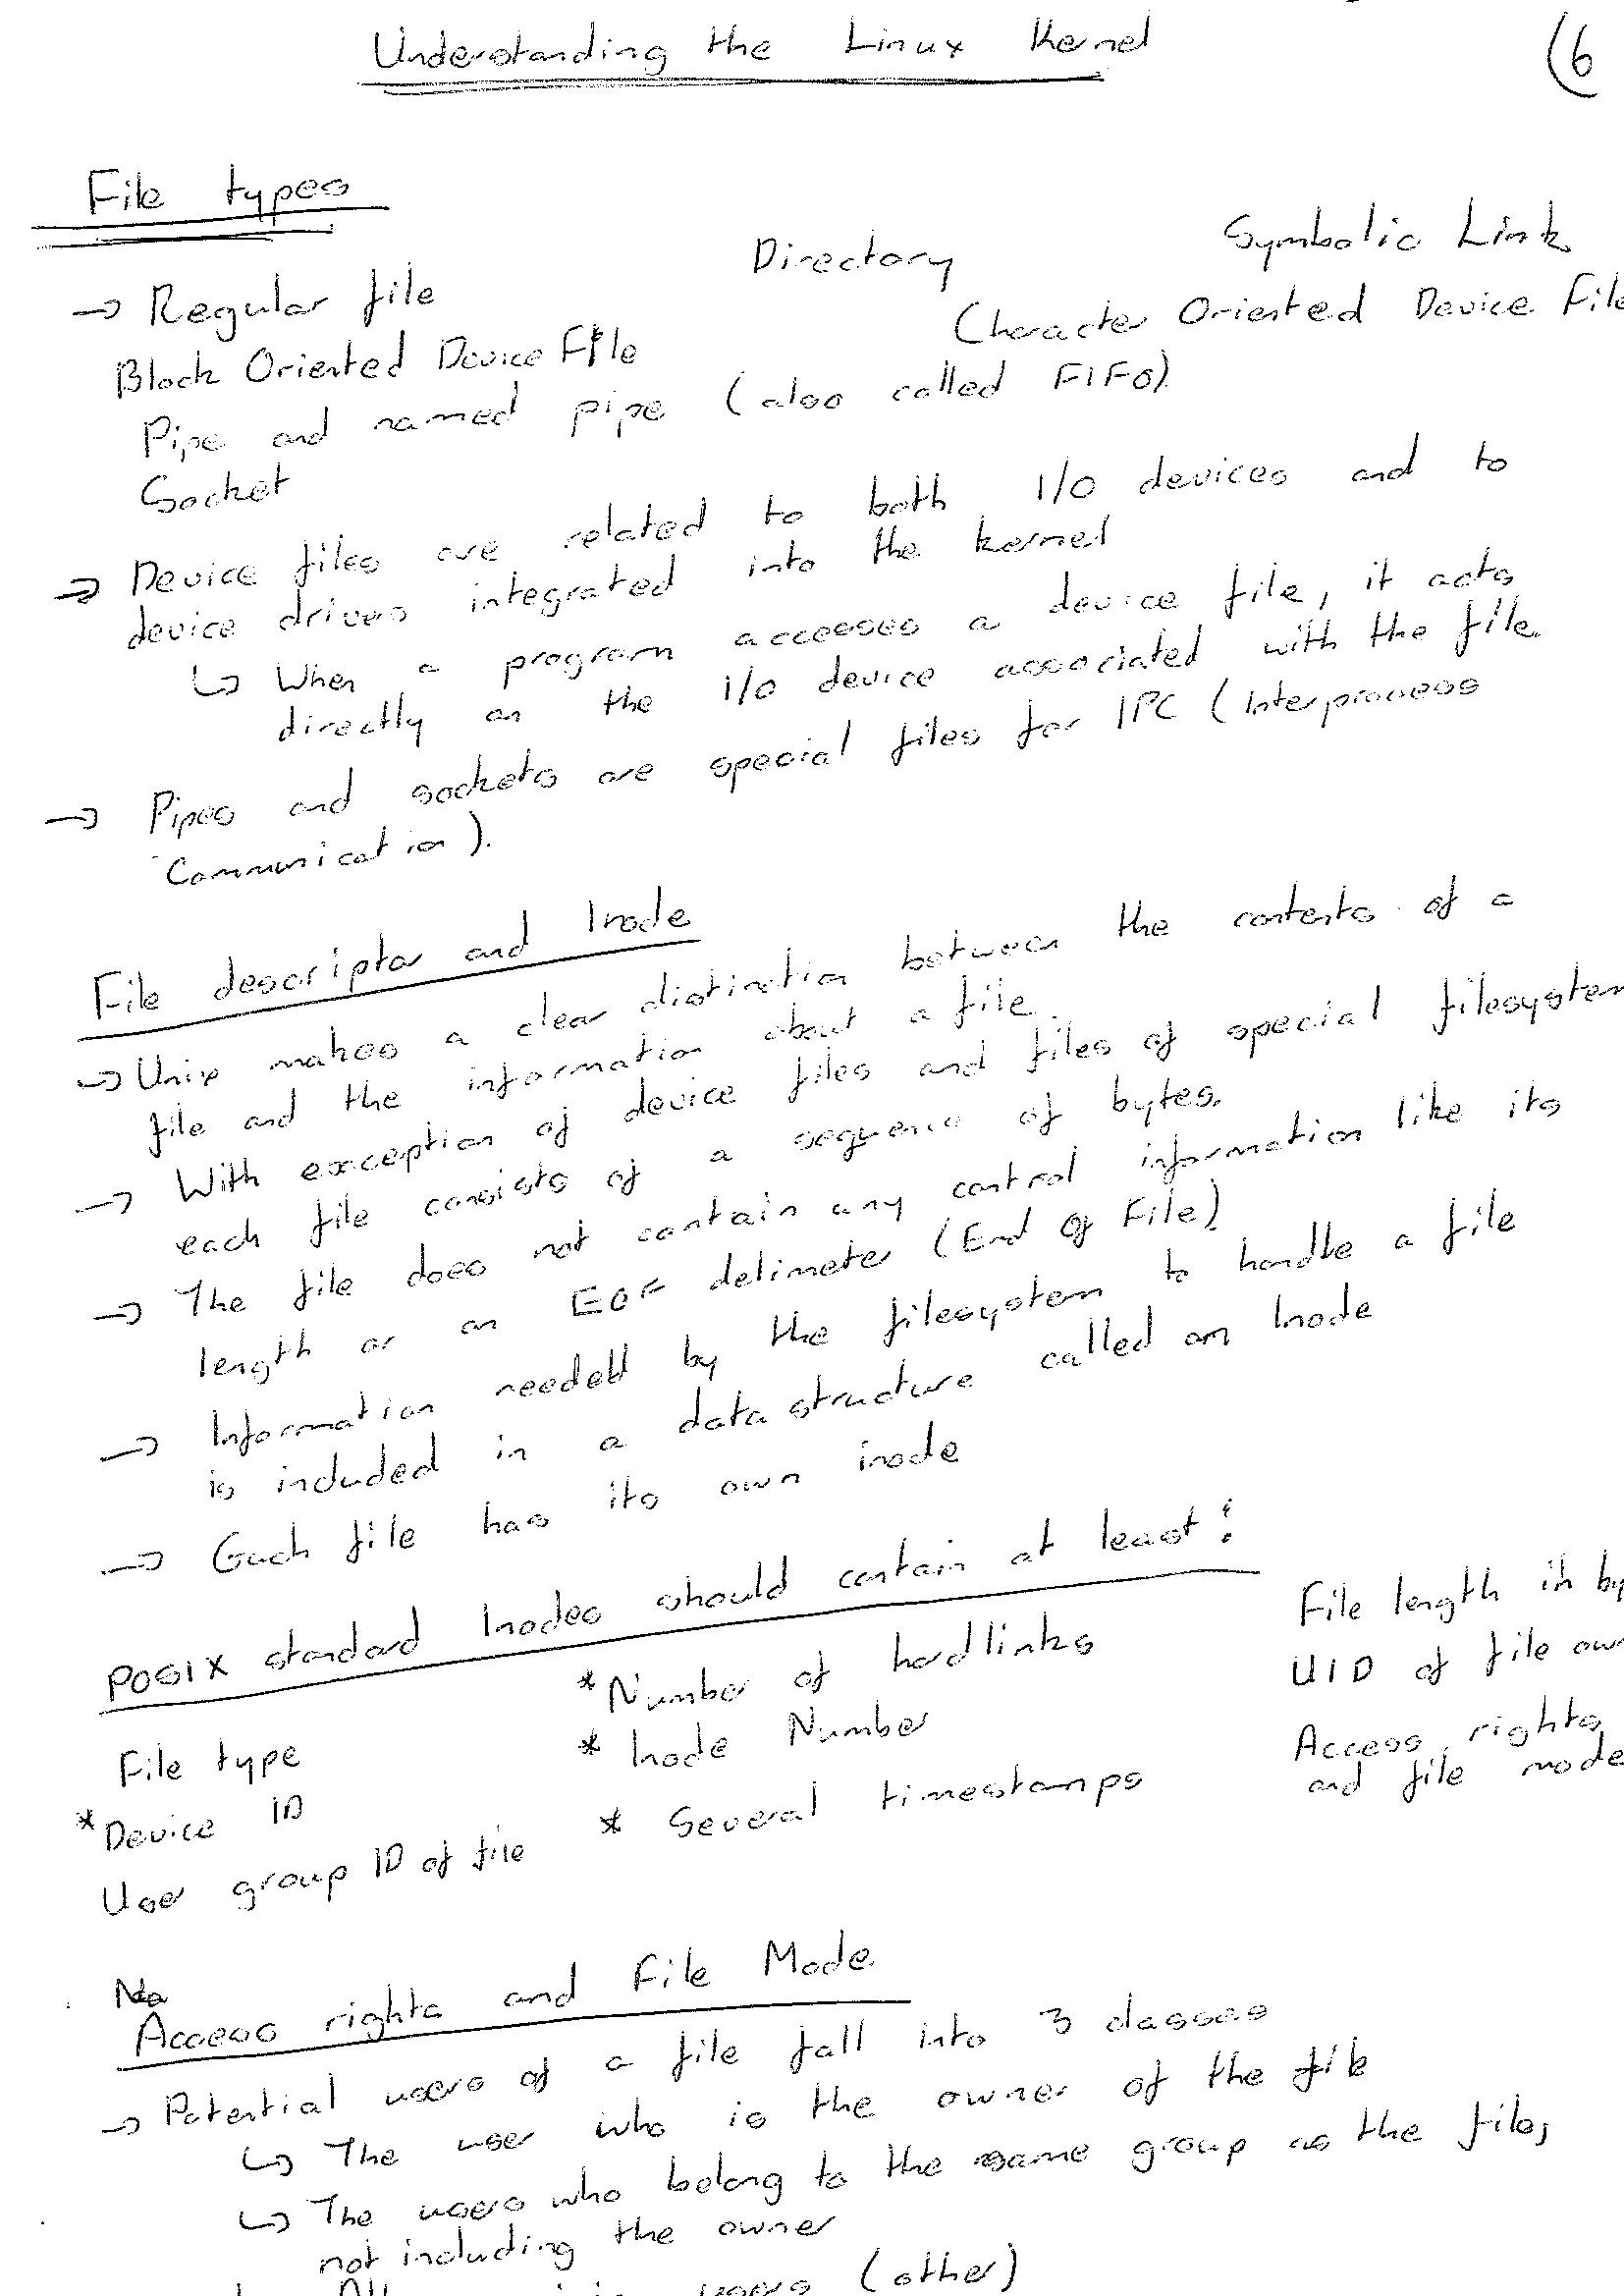 Understanding the Linux Kernel
(6
File types
→ Regular file Directory Symbolic Link
Block Oriented Device File Character Oriented Device File
Pipe and named pipe (also called FIFO)
Socket
→ Device files are related to both I/O devices and to
device drives integrated into the kernel
↳ When a program accesses a device file, it acts
directly on the I/O device associated with the file.
→ Pipes and sockets are special files for IPC (Interprocess
Communication).
File descriptor and Inode
→ Unix makes a clear distinction between the contents of a
file and the information about a file.
→ With exception of device files and files of special filesystem
each file consists of a sequence of bytes.
→ The file does not contain any control information like its
length or an EOF delimeter (End Of File).
→ Information needed by the filesystem to handle a file
is included in a data structure called an Inode
→ Each file has its own inode
POSIX standard Inodes should contain at least:
File type *Number of hardlinks File length in by
*Device ID * Inode Number UID of file ow
User group ID of file * Several timestamps Access rights
and file mode
Access rights and File Mode
→ Potential users of a file fall into 3 classes
↳ The user who is the owner of the file
↳ The users who belong to the same group as the file,
not including the owner
users (other)